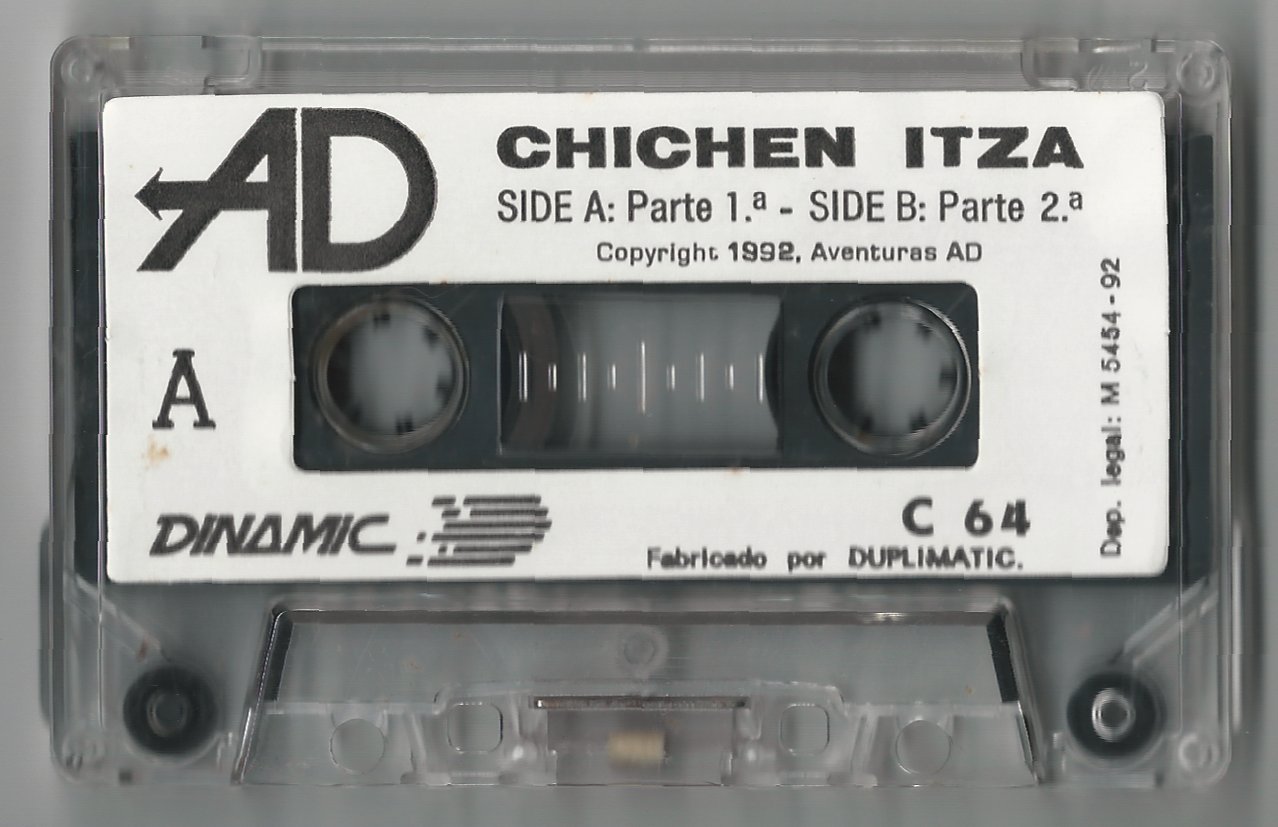 AD
CHICHEN ITZA
SIDE A: Parte 1.ª - SIDE B: Parte 2.ª
Copyright 1992, Aventuras AD
A
Dep. legal: M 5454-92
DINAMIC
C 64
Fabricado por DUPLIMATIC.